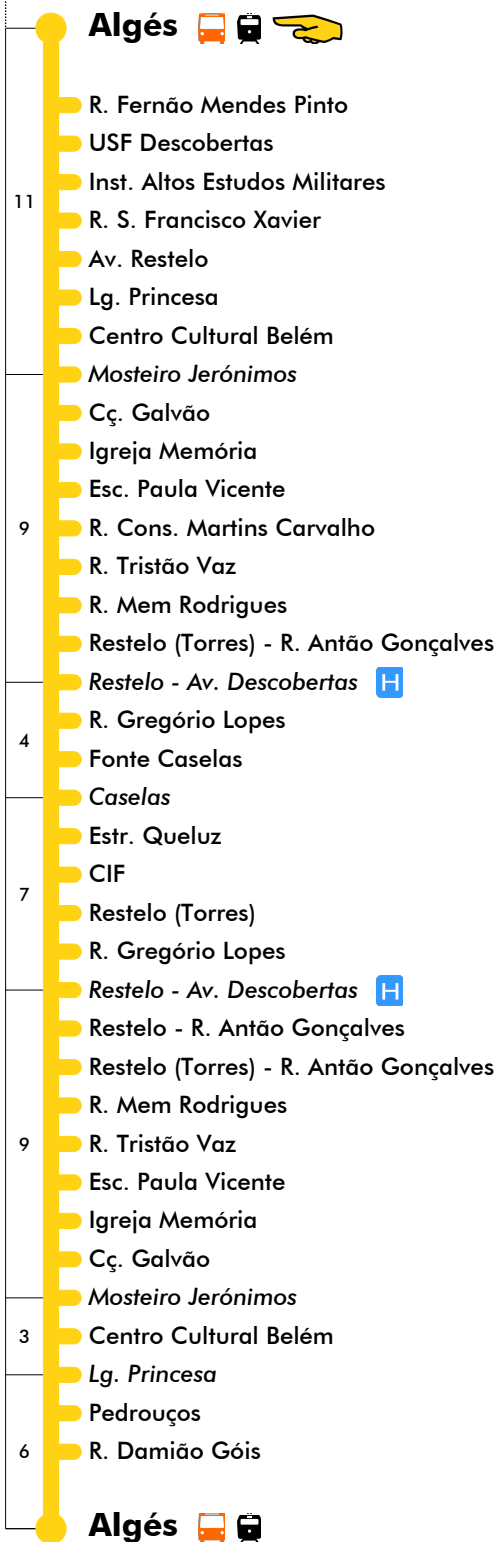 Algés
R. Fernão Mendes Pinto
USF Descobertas
Inst. Altos Estudos Militares
11
R. S. Francisco Xavier
Av. Restelo
Lg. Princesa
Centro Cultural Belém
Mosteiro Jerónimos
Cç. Galvão
Igreja Memória
Esc. Paula Vicente
9
R. Cons. Martins Carvalho
R. Tristão Vaz
R. Mem Rodrigues
Restelo (Torres) - R. Antão Gonçalves
Restelo - Av. Descobertas H
R. Gregório Lopes
4
Fonte Caselas
Caselas
Estr. Queluz
CIF
7
Restelo (Torres)
R. Gregório Lopes
Restelo - Av. Descobertas H
Restelo - R. Antão Gonçalves
Restelo (Torres) - R. Antão Gonçalves
R. Mem Rodrigues
9
R. Tristão Vaz
Esc. Paula Vicente
Igreja Memória
Cç. Galvão
Mosteiro Jerónimos
3
Centro Cultural Belém
Lg. Princesa
Pedrouços
6
R. Damião Góis
Algés